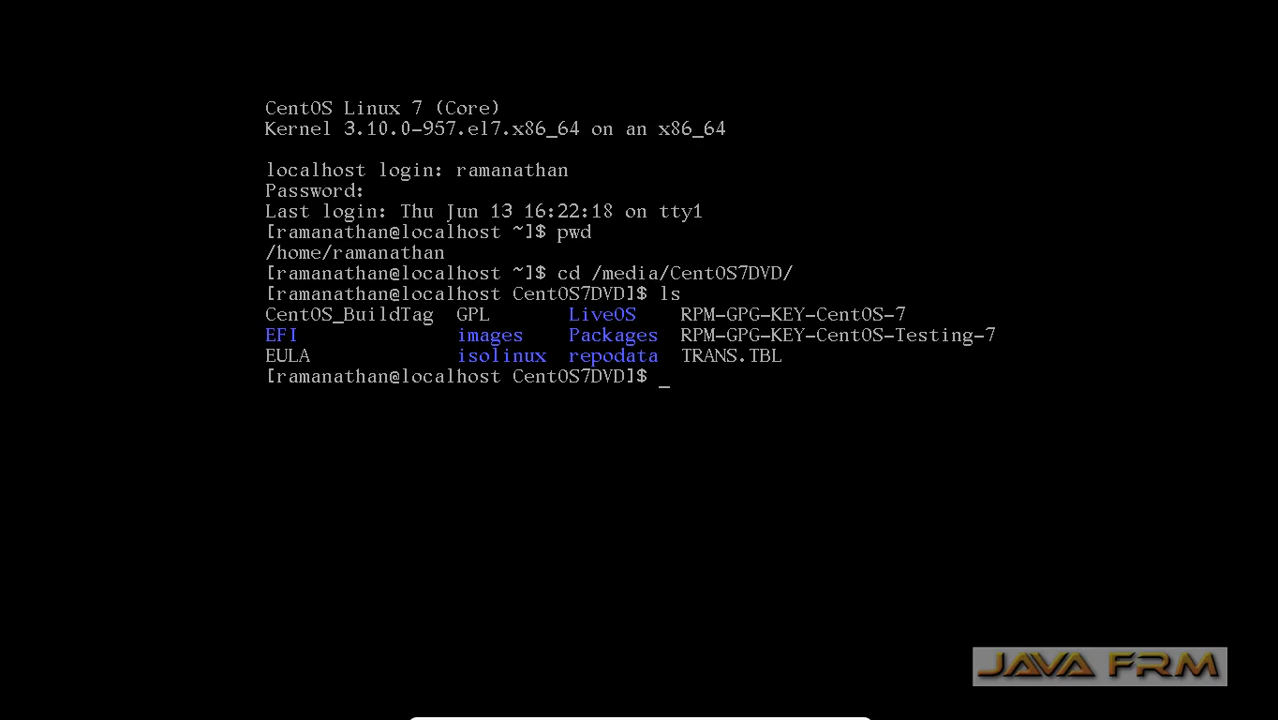 CentOS Linux 7 (Core)
Kernel 3.10.0-957.el7.x86_64 on an x86_64
localhost login: ramanathan
Password:
Last login: Thu Jun 13 16:22:18 on tty1
[ramanathan@localhost ~]$ pwd
/home/ramanathan
[ramanathan@localhost ~]$ cd /media/CentOS7DVD/
[ramanathan@localhost CentOS7DVD]$ ls
CentOS_BuildTag GPL LiveOS RPM-GPG-KEY-CentOS-7
EFI images Packages RPM-GPG-KEY-CentOS-Testing-7
EULA isolinux repodata TRANS.TBL
[ramanathan@localhost CentOS7DVD]$ _
JAVA FRM